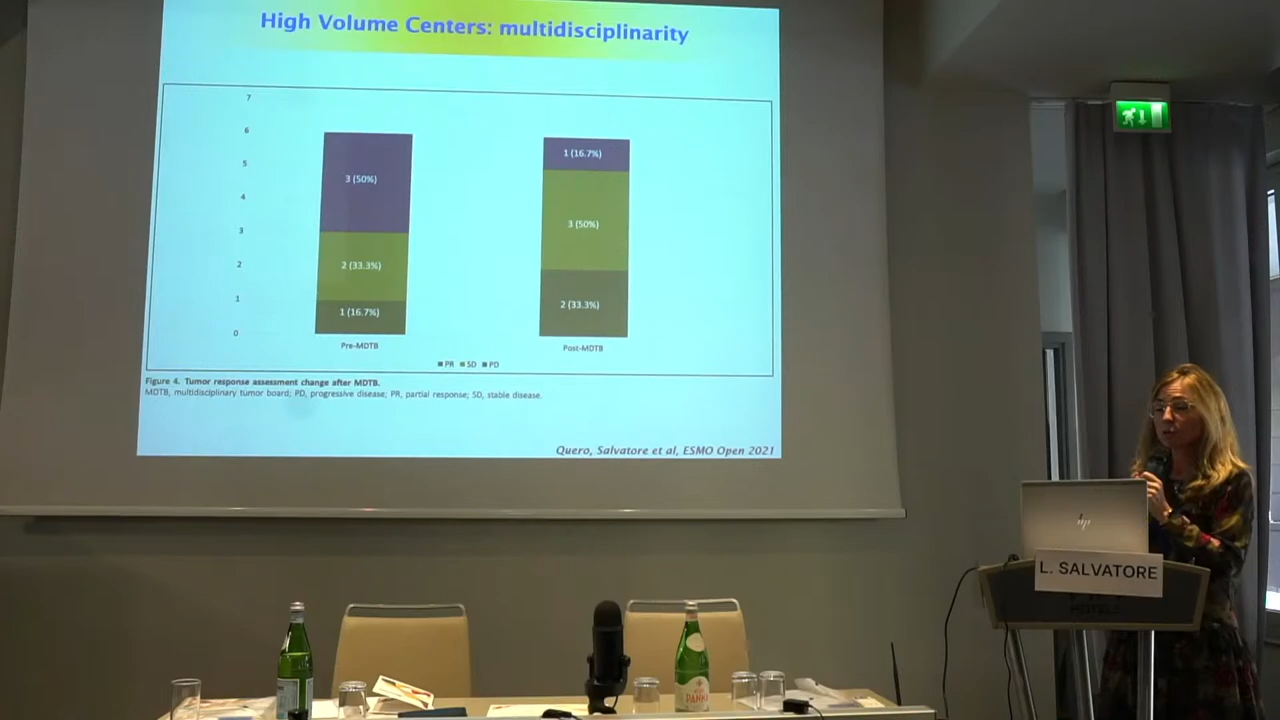 High Volume Centers: multidisciplinarity
7
6
5
4
3
2
1
0
3 (50%)
2 (33.3%)
1 (16.7%)
1 (16.7%)
3 (50%)
2 (33.3%)
Pre-MDTB
Post-MDTB
PR SD PD
Figure 4. Tumor response assessment change after MDTB.
MDTB, multidisciplinary tumor board; PD, progressive disease; PR, partial response; SD, stable disease.
Quero, Salvatore et al, ESMO Open 2021
hp
L. SALVATORE
HOTELS
PANNA